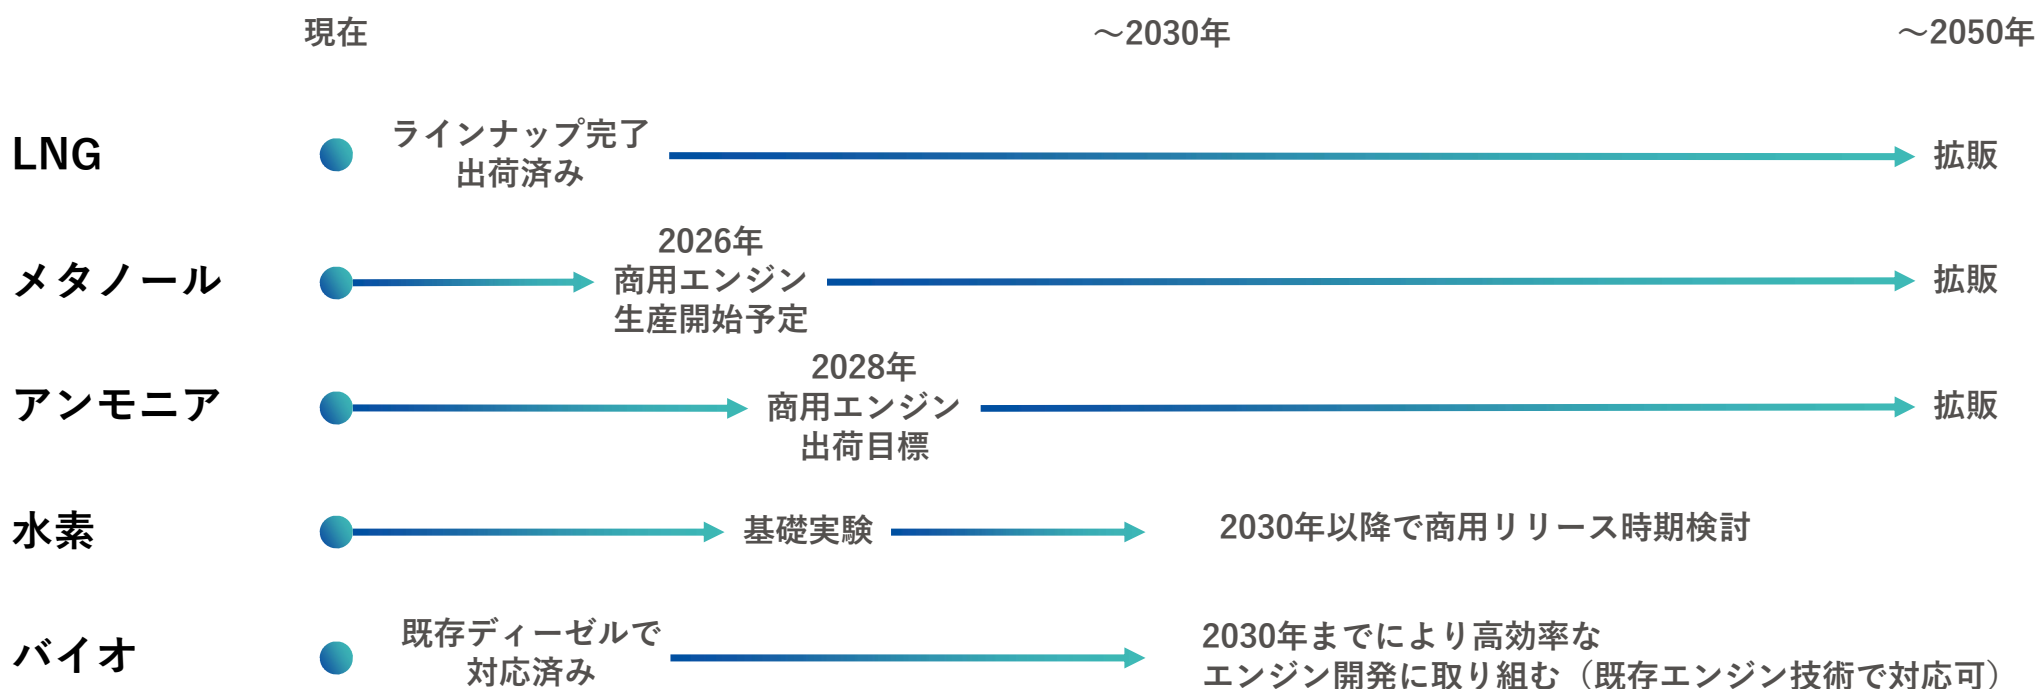 現在
～2030年
～2050年
LNG
ラインナップ完了
出荷済み
拡販
メタノール
2026年
商用エンジン
生産開始予定
拡販
アンモニア
2028年
商用エンジン
出荷目標
拡販
水素
基礎実験
2030年以降で商用リリース時期検討
バイオ
既存ディーゼルで
対応済み
2030年までにより高効率な
エンジン開発に取り組む（既存エンジン技術で対応可）